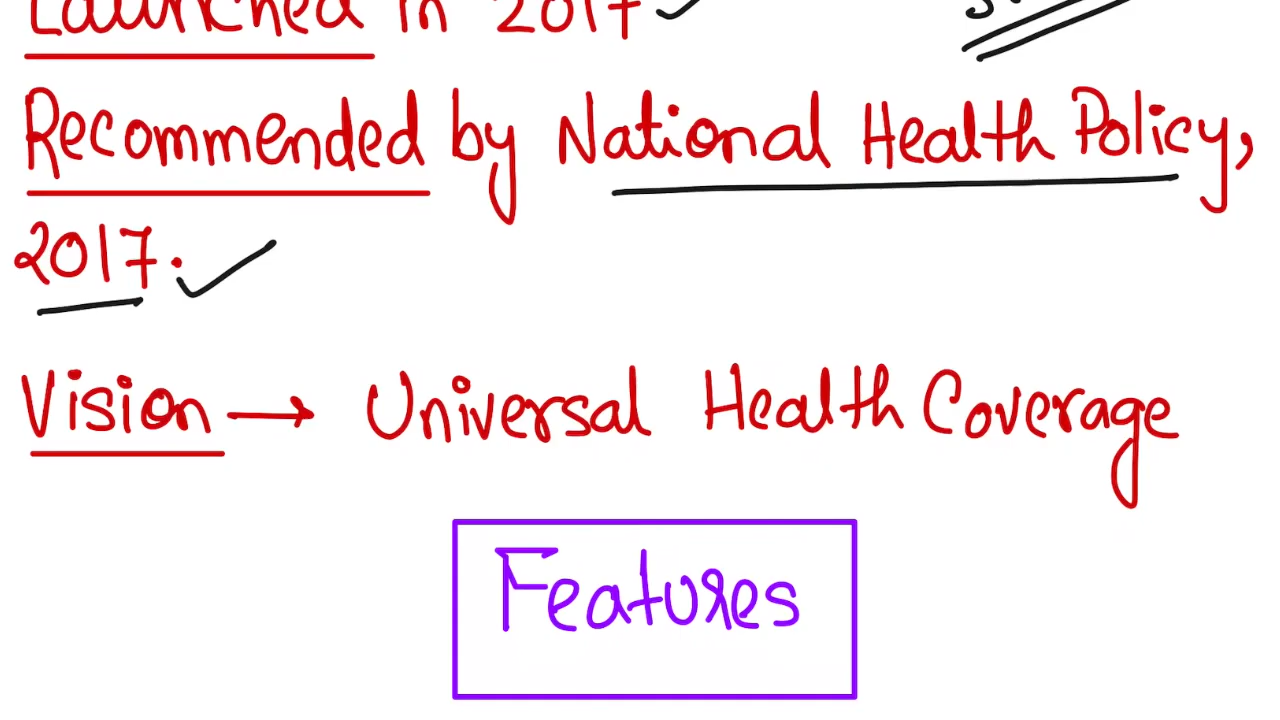 Launched in 2017
Recommended by National Health Policy,
2017.
Vision → Universal Health Coverage
Features